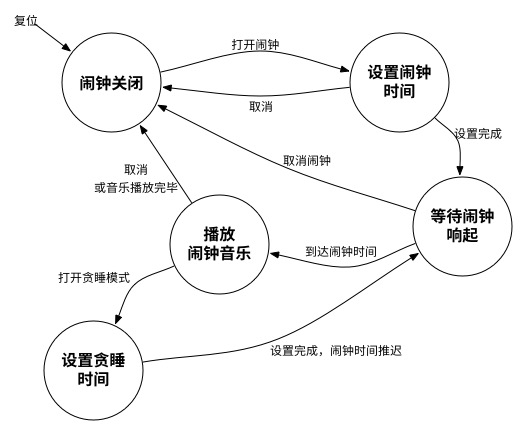 复位
打开闹钟
闹钟关闭
设置闹钟
时间
取消
设置完成
取消闹钟
取消
或音乐播放完毕
等待闹钟
响起
播放
闹钟音乐
到达闹钟时间
打开贪睡模式
设置贪睡
时间
设置完成，闹钟时间推迟